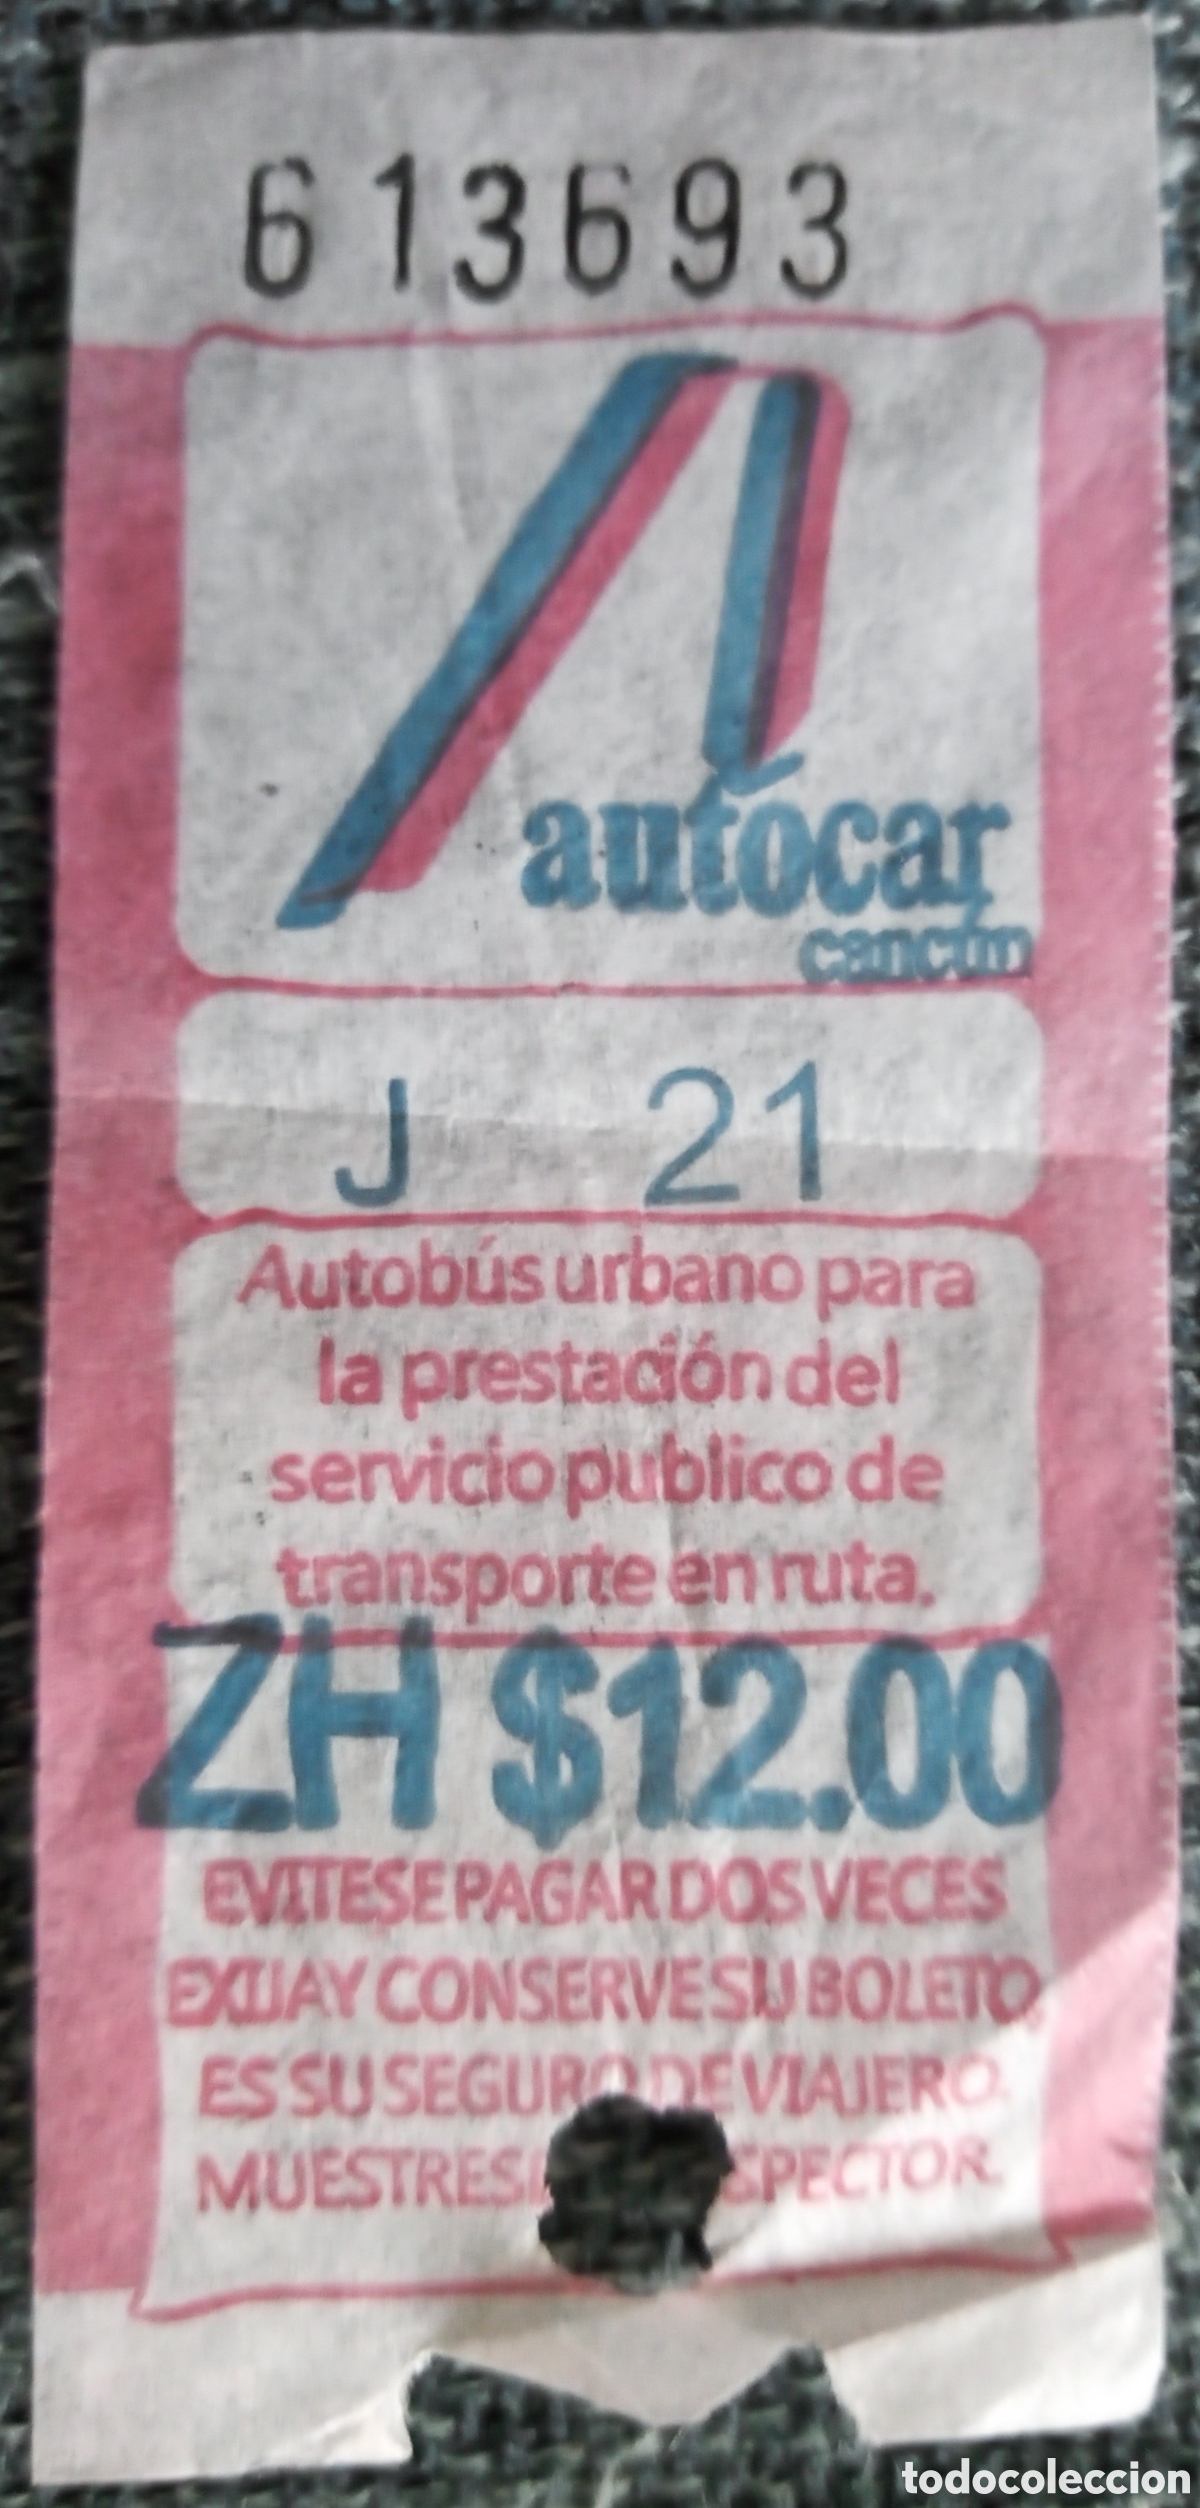 613693
autocar
cancún
J 21
Autobús urbano para
la prestación del
servicio publico de
transporte en ruta.
ZH $12.00
EVITESE PAGAR DOS VECES
EXIJA Y CONSERVE SU BOLETO,
ES SU SEGURO DE VIAJERO.
todocoleccion